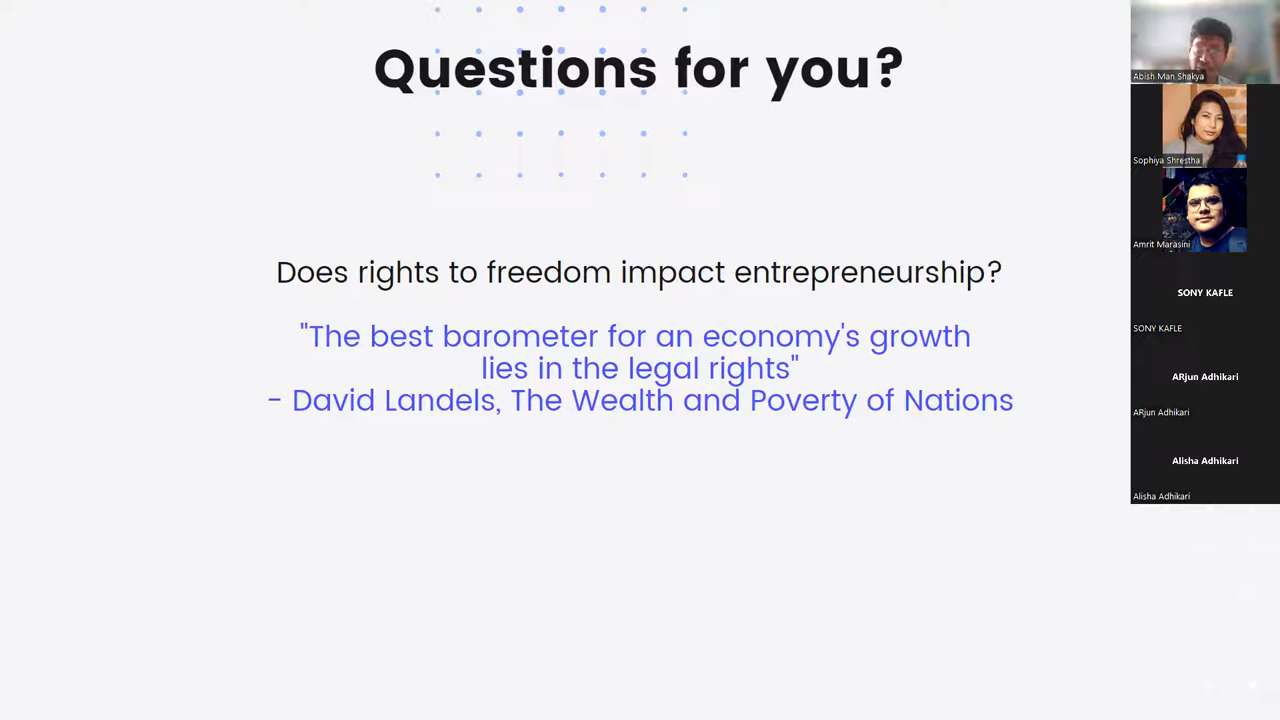 Questions for you?
Does rights to freedom impact entrepreneurship?
"The best barometer for an economy's growth
lies in the legal rights"
- David Landels, The Wealth and Poverty of Nations
Abish Man Shakya
Sophiya Shrestha
Amrit Marasini
SONY KAFLE
SONY KAFLE
ARjun Adhikari
ARjun Adhikari
Alisha Adhikari
Alisha Adhikari